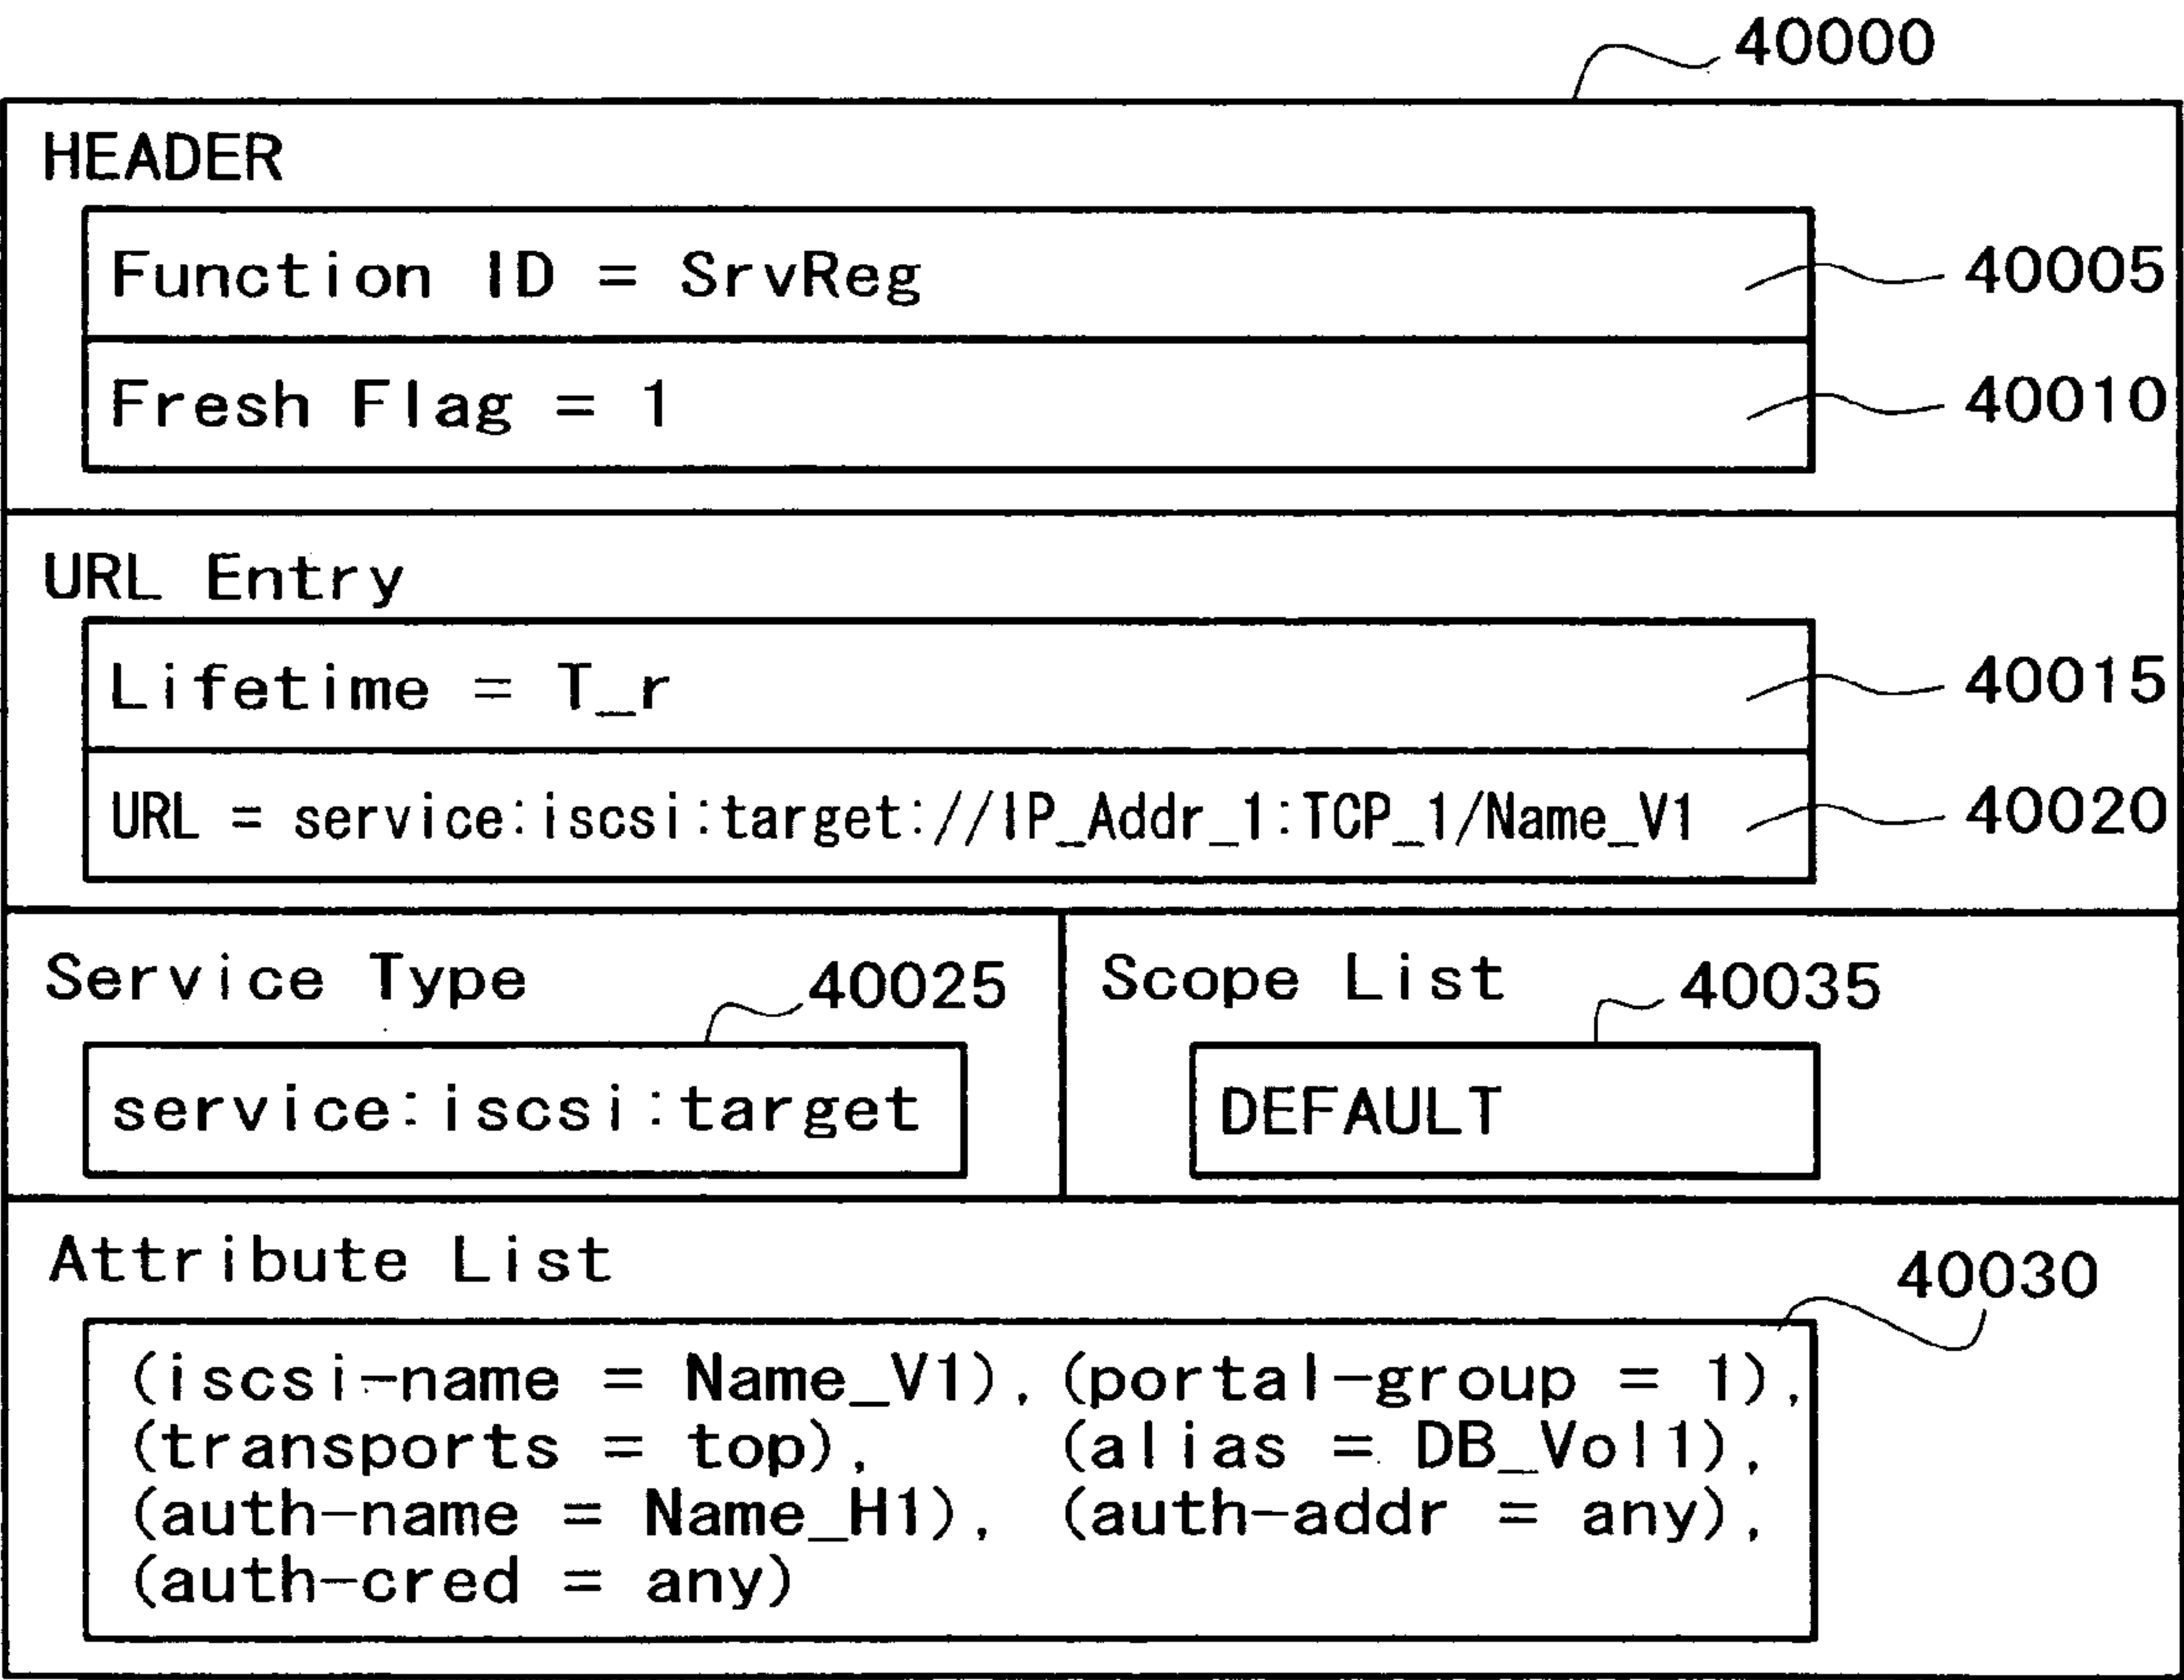 40000
HEADER
Function ID = SrvReg 40005
Fresh Flag = 1 40010
URL Entry
Lifetime = T_r 40015
URL = service:iscsi:target://IP_Addr_1:TCP_1/Name_V1 40020
Service Type 40025
service:iscsi:target
Scope List 40035
DEFAULT
Attribute List 40030
(iscsi-name = Name_V1), (portal-group = 1),
(transports = top), (alias = DB_Vol1),
(auth-name = Name_H1), (auth-addr = any),
(auth-cred = any)